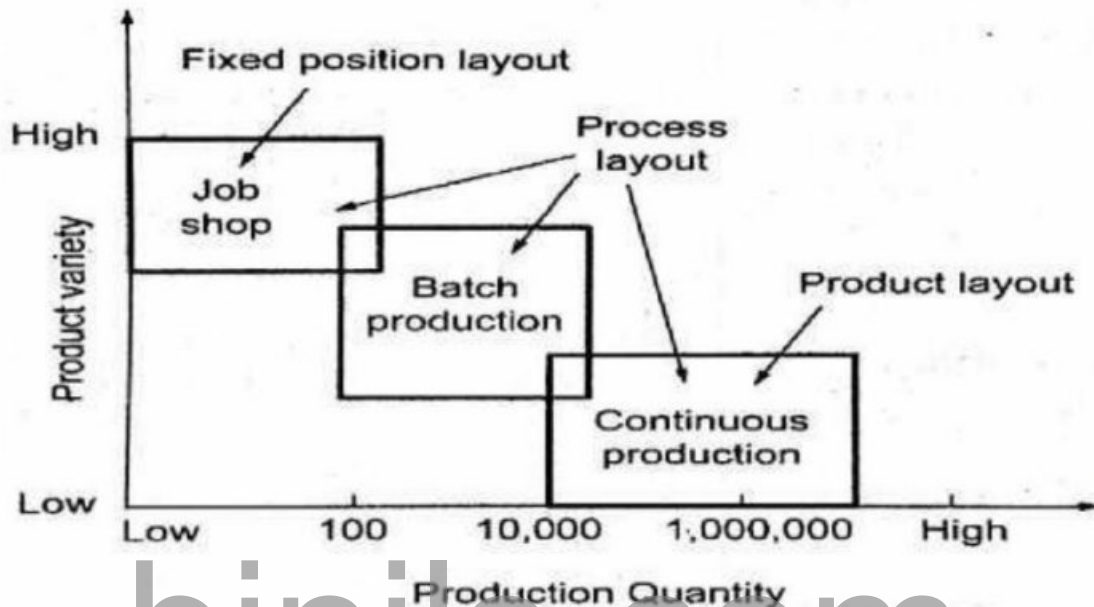 Fixed position layout
High
Process
layout
Job
shop
Product variety
Batch
production
Product layout
Continuous
production
Low
Low 100 10,000 1,000,000 High
Production Quantity